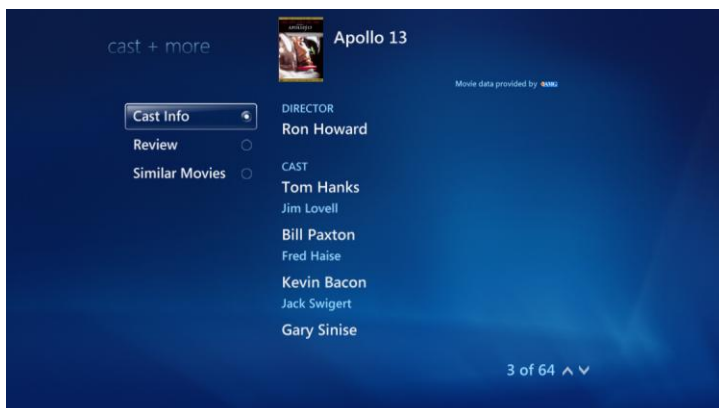 cast + more
Apollo 13
Movie data provided by AMG
Cast Info
Review
Similar Movies
DIRECTOR
Ron Howard
CAST
Tom Hanks
Jim Lovell
Bill Paxton
Fred Haise
Kevin Bacon
Jack Swigert
Gary Sinise
3 of 64